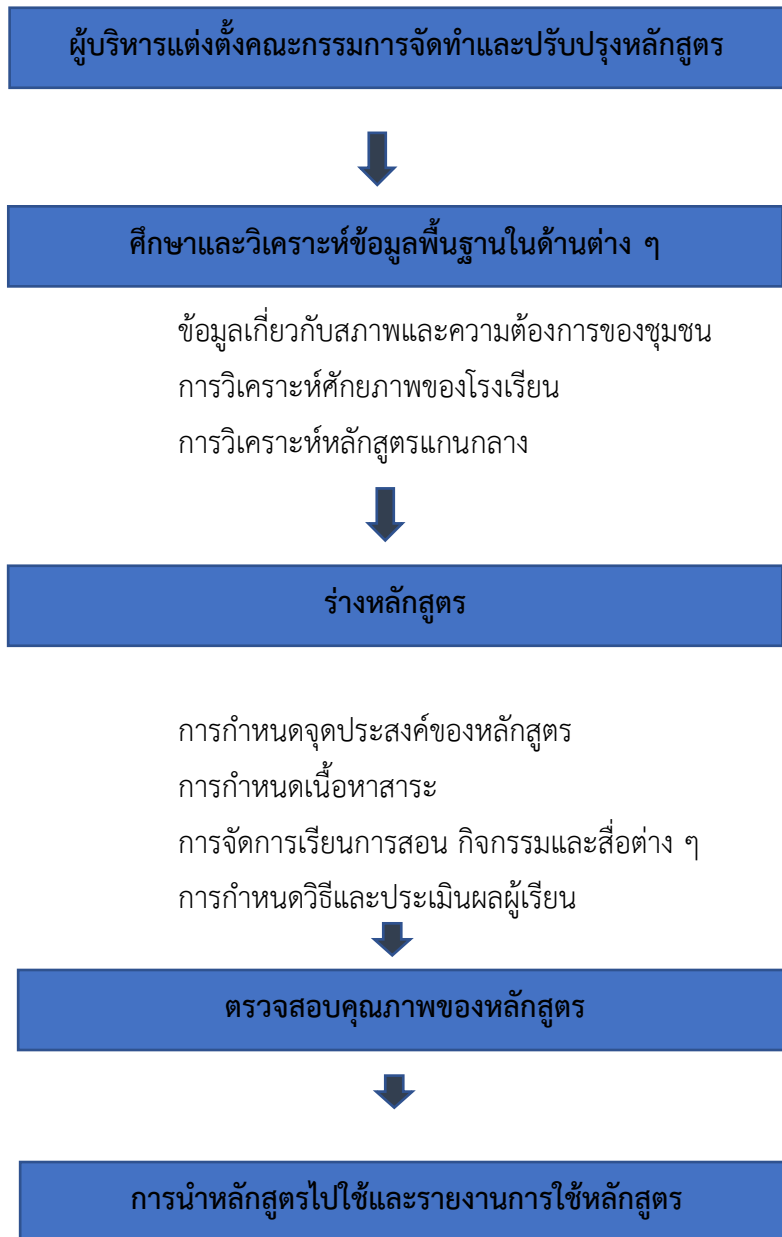 ผู้บริหารแต่งตั้งคณะกรรมการจัดทำและปรับปรุงหลักสูตร
ศึกษาและวิเคราะห์ข้อมูลพื้นฐานในด้านต่าง ๆ
ข้อมูลเกี่ยวกับสภาพและความต้องการของชุมชน
การวิเคราะห์ศักยภาพของโรงเรียน
การวิเคราะห์หลักสูตรแกนกลาง
ร่างหลักสูตร
การกำหนดจุดประสงค์ของหลักสูตร
การกำหนดเนื้อหาสาระ
การจัดการเรียนการสอน กิจกรรมและสื่อต่าง ๆ
การกำหนดวิธีและประเมินผลผู้เรียน
ตรวจสอบคุณภาพของหลักสูตร
การนำหลักสูตรไปใช้และรายงานการใช้หลักสูตร